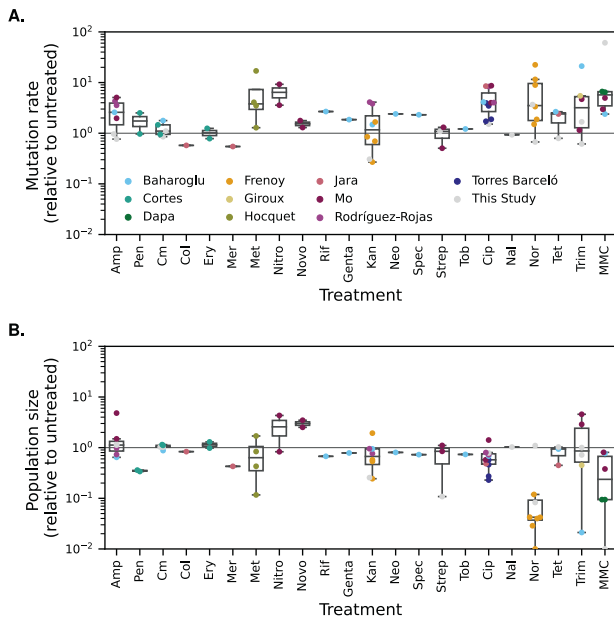 A.
Mutation rate
(relative to untreated)
10²
10¹
10⁰
10⁻¹
10⁻²
Baharoglu
Cortes
Dapa
Frenoy
Giroux
Hocquet
Jara
Mo
Rodríguez-Rojas
Torres Barceló
This Study
Amp Pen Cm Col Ery Mer Met Nitro Novo Rif Genta Kan Neo Spec Strep Tob Cip Nal Nor Tet Trim MMC
Treatment
B.
Population size
(relative to untreated)
10²
10¹
10⁰
10⁻¹
10⁻²
Amp Pen Cm Col Ery Mer Met Nitro Novo Rif Genta Kan Neo Spec Strep Tob Cip Nal Nor Tet Trim MMC
Treatment